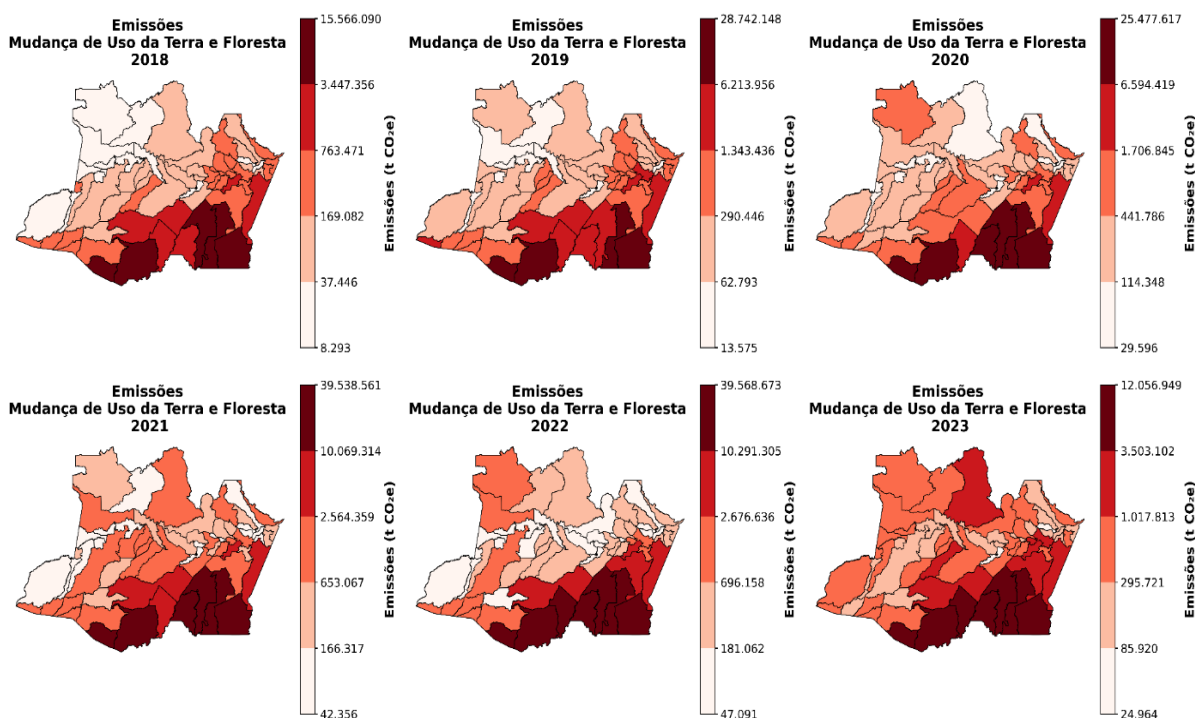 Emissões
Mudança de Uso da Terra e Floresta
2018
15.566.090
3.447.356
763.471
169.082
37.446
8.293
Emissões (t CO₂e)
Emissões
Mudança de Uso da Terra e Floresta
2019
28.742.148
6.213.956
1.343.436
290.446
62.793
13.575
Emissões (t CO₂e)
Emissões
Mudança de Uso da Terra e Floresta
2020
25.477.617
6.594.419
1.706.845
441.786
114.348
29.596
Emissões (t CO₂e)
Emissões
Mudança de Uso da Terra e Floresta
2021
39.538.561
10.069.314
2.564.359
653.067
166.317
42.356
Emissões (t CO₂e)
Emissões
Mudança de Uso da Terra e Floresta
2022
39.568.673
10.291.305
2.676.636
696.158
181.062
47.091
Emissões (t CO₂e)
Emissões
Mudança de Uso da Terra e Floresta
2023
12.056.949
3.503.102
1.017.813
295.721
85.920
24.964
Emissões (t CO₂e)